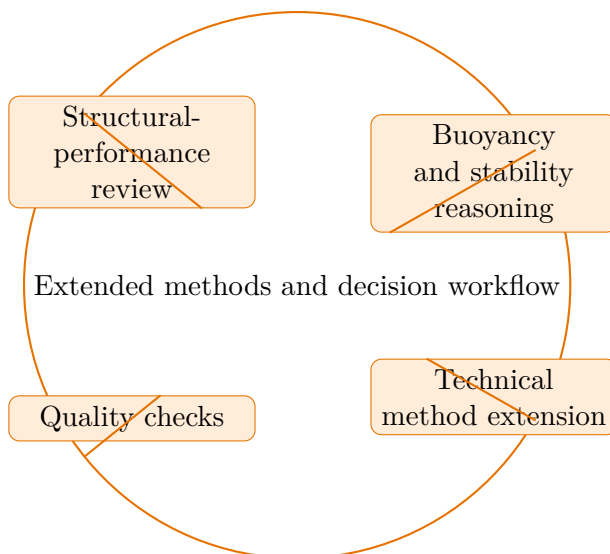 Structural-
performance
review
Buoyancy
and stability
reasoning
Extended methods and decision workflow
Quality checks
Technical
method extension